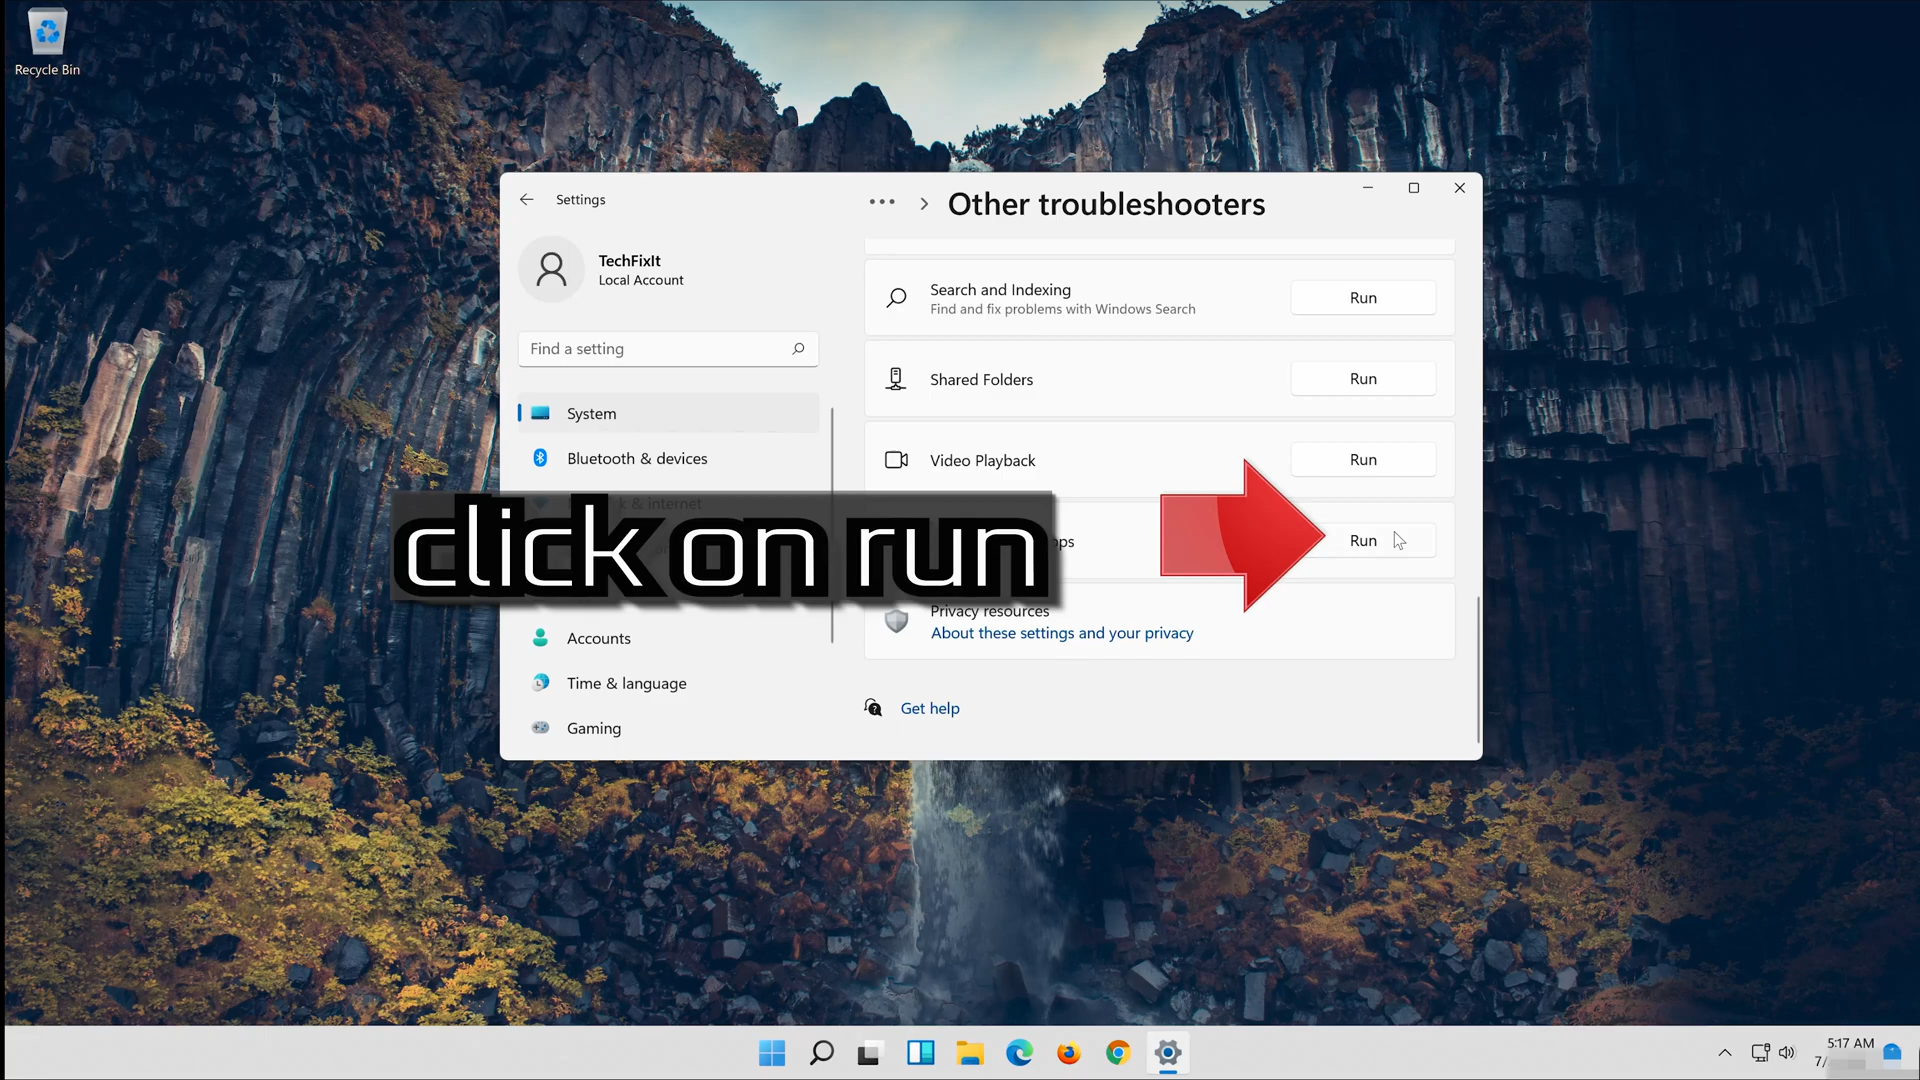 Recycle Bin
Settings
Other troubleshooters
TechFixIt
Local Account
Find a setting
System
Bluetooth & devices
& internet
Accounts
Time & language
Gaming
Search and Indexing
Find and fix problems with Windows Search
Run
Shared Folders
Run
Video Playback
Run
click on run
Run
Privacy resources
About these settings and your privacy
Get help
5:17 AM
7/